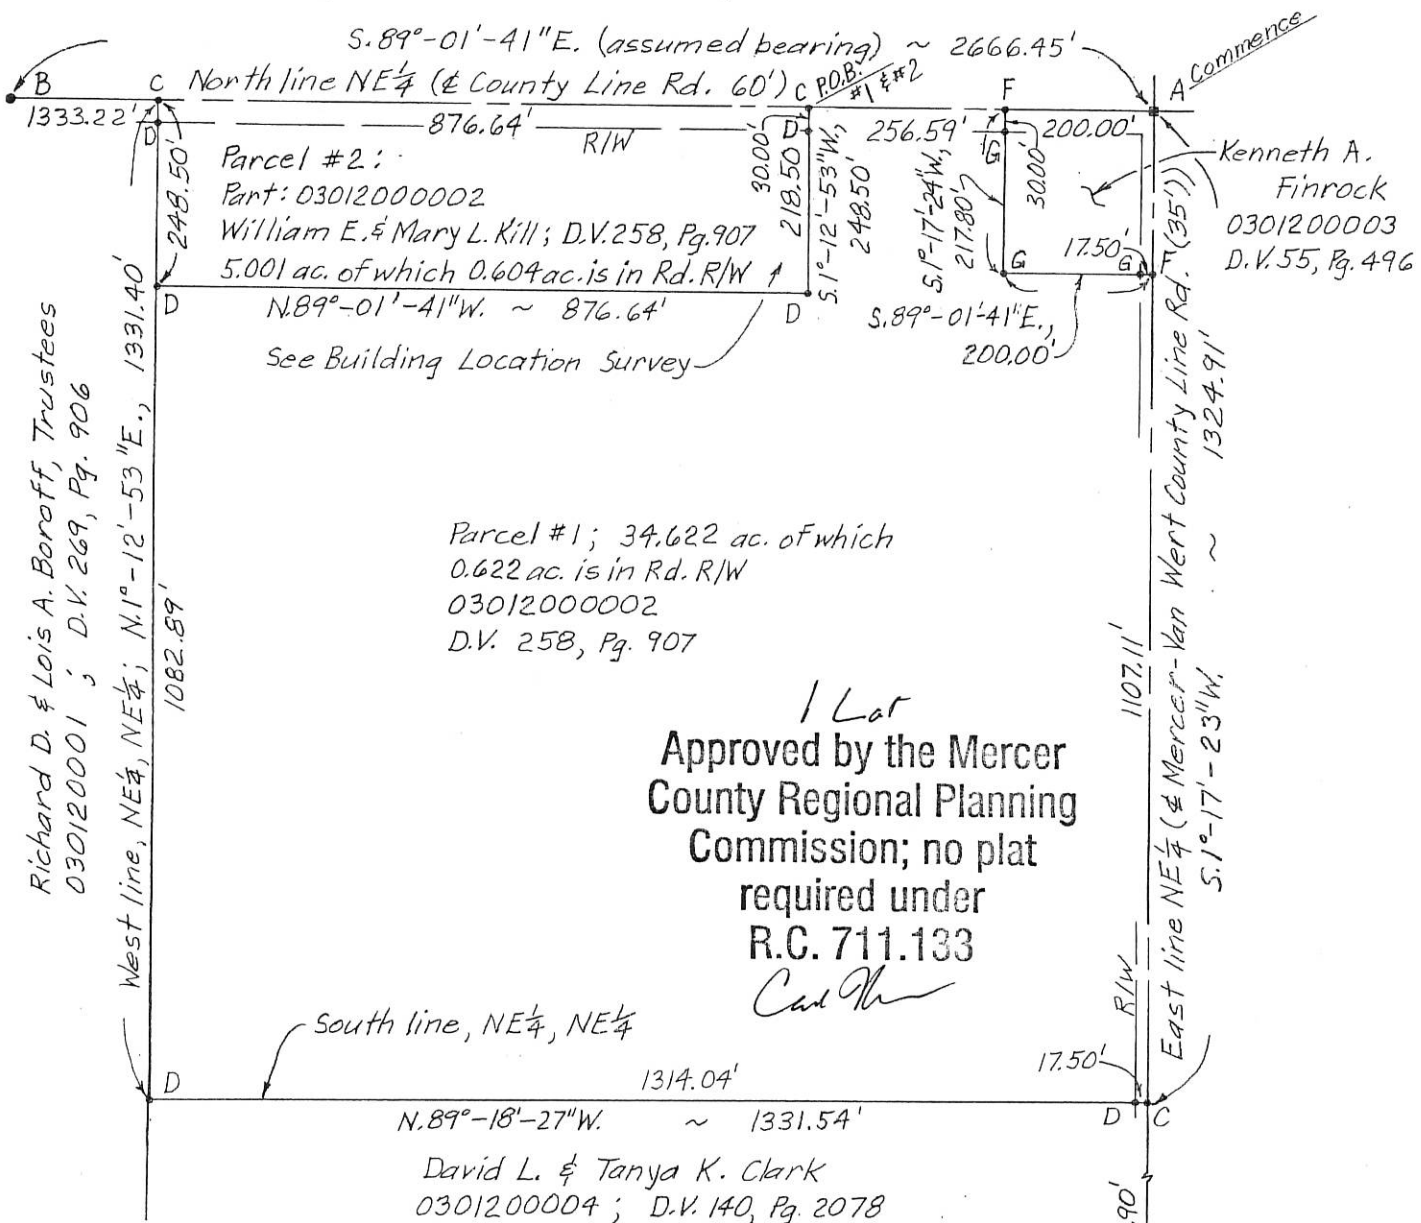 S. 89°-01'-41"E. (assumed bearing) ~ 2666.45'
Commence
B
C
North line NE¼ (℄ County Line Rd. 60')
C
P.O.B.
#1 & #2
F
A
1333.22'
D
876.64'
R/W
30.00'
D
256.59'
G
200.00'
30.00'
248.50'
Parcel #2:
Part: 03012000002
William E. & Mary L. Kill; D.V. 258, Pg. 907
5.001 ac. of which 0.604 ac. is in Rd. R/W
218.50'
S. 1°-12'-53"W.,
248.50'
S. 1°-17'-24"W.,
217.80'
Kenneth A.
Finrock
0301200003
D.V. 55, Pg. 496
17.50'
G
G
F
D
N. 89°-01'-41"W. ~ 876.64'
D
S. 89°-01'-41"E.,
200.00'
See Building Location Survey
Richard D. & Lois A. Boroff, Trustees
0301200001 ; D.V. 269, Pg. 906
West line, NE¼, NE¼; N. 1°-12'-53"E., 1331.40'
1082.89'
Parcel #1; 34.622 ac. of which
0.622 ac. is in Rd. R/W
03012000002
D.V. 258, Pg. 907
1107.11'
East line NE¼ (℄ Mercer-Van Wert County Line Rd. (35'))
S. 1°-17'-23"W. ~ 1324.91'
1 Lot
Approved by the Mercer
County Regional Planning
Commission; no plat
required under
R.C. 711.133
R/W
South line, NE¼, NE¼
D
1314.04'
17.50'
N. 89°-18'-27"W. ~ 1331.54'
D
C
David L. & Tanya K. Clark
0301200004 ; D.V. 140, Pg. 2078